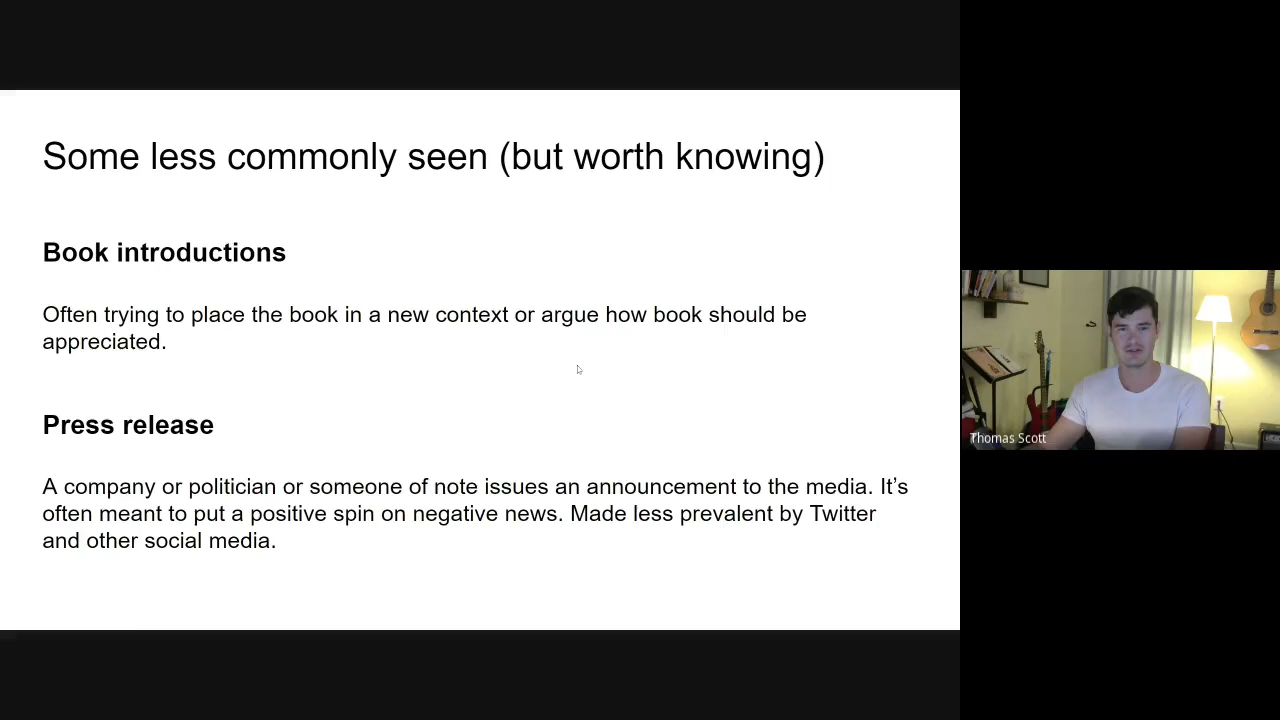 Some less commonly seen (but worth knowing)
Book introductions
Often trying to place the book in a new context or argue how book should be
appreciated.
Press release
A company or politician or someone of note issues an announcement to the media. It’s
often meant to put a positive spin on negative news. Made less prevalent by Twitter
and other social media.
Thomas Scott